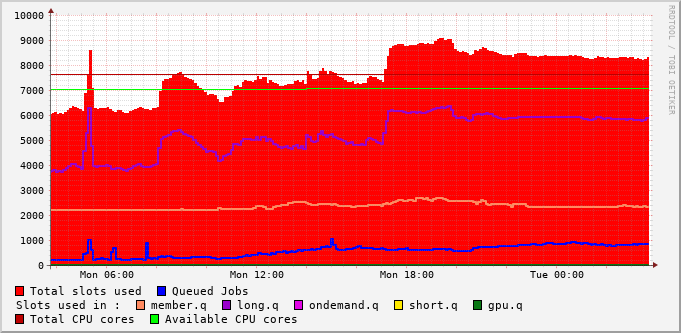 10000
9000
8000
7000
6000
5000
4000
3000
2000
1000
0
Mon 06:00 Mon 12:00 Mon 18:00 Tue 00:00
RRDTOOL / TOBI OETIKER
Total slots used Queued Jobs
Slots used in : member.q long.q ondemand.q short.q gpu.q
Total CPU cores Available CPU cores